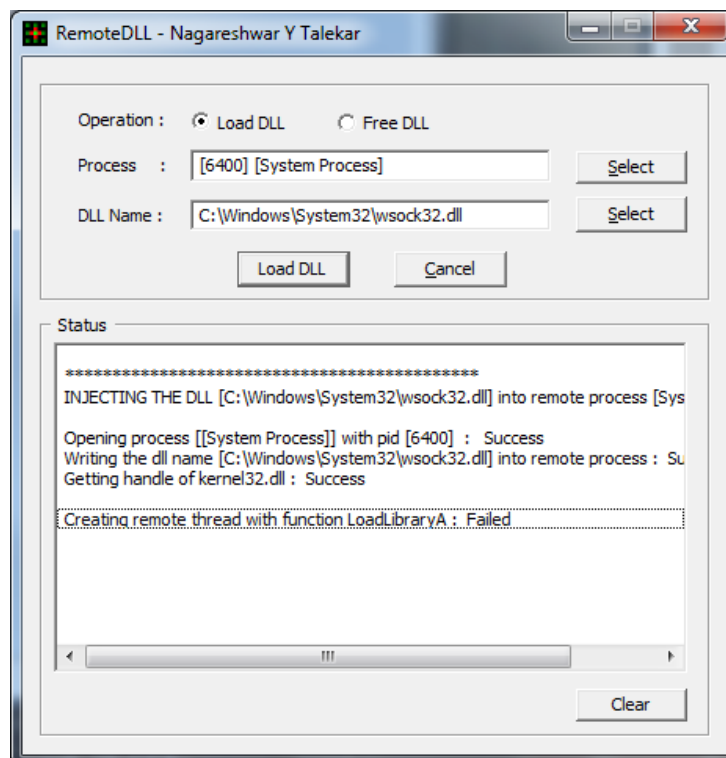 RemoteDLL - Nagareshwar Y Talekar
Operation : Load DLL Free DLL
Process : [6400] [System Process] Select
DLL Name : C:\Windows\System32\wsock32.dll Select
Load DLL Cancel
Status
***********************************************
INJECTING THE DLL [C:\Windows\System32\wsock32.dll] into remote process [Sys
Opening process [[System Process]] with pid [6400] : Success
Writing the dll name [C:\Windows\System32\wsock32.dll] into remote process : Su
Getting handle of kernel32.dll : Success
Creating remote thread with function LoadLibraryA : Failed
Clear